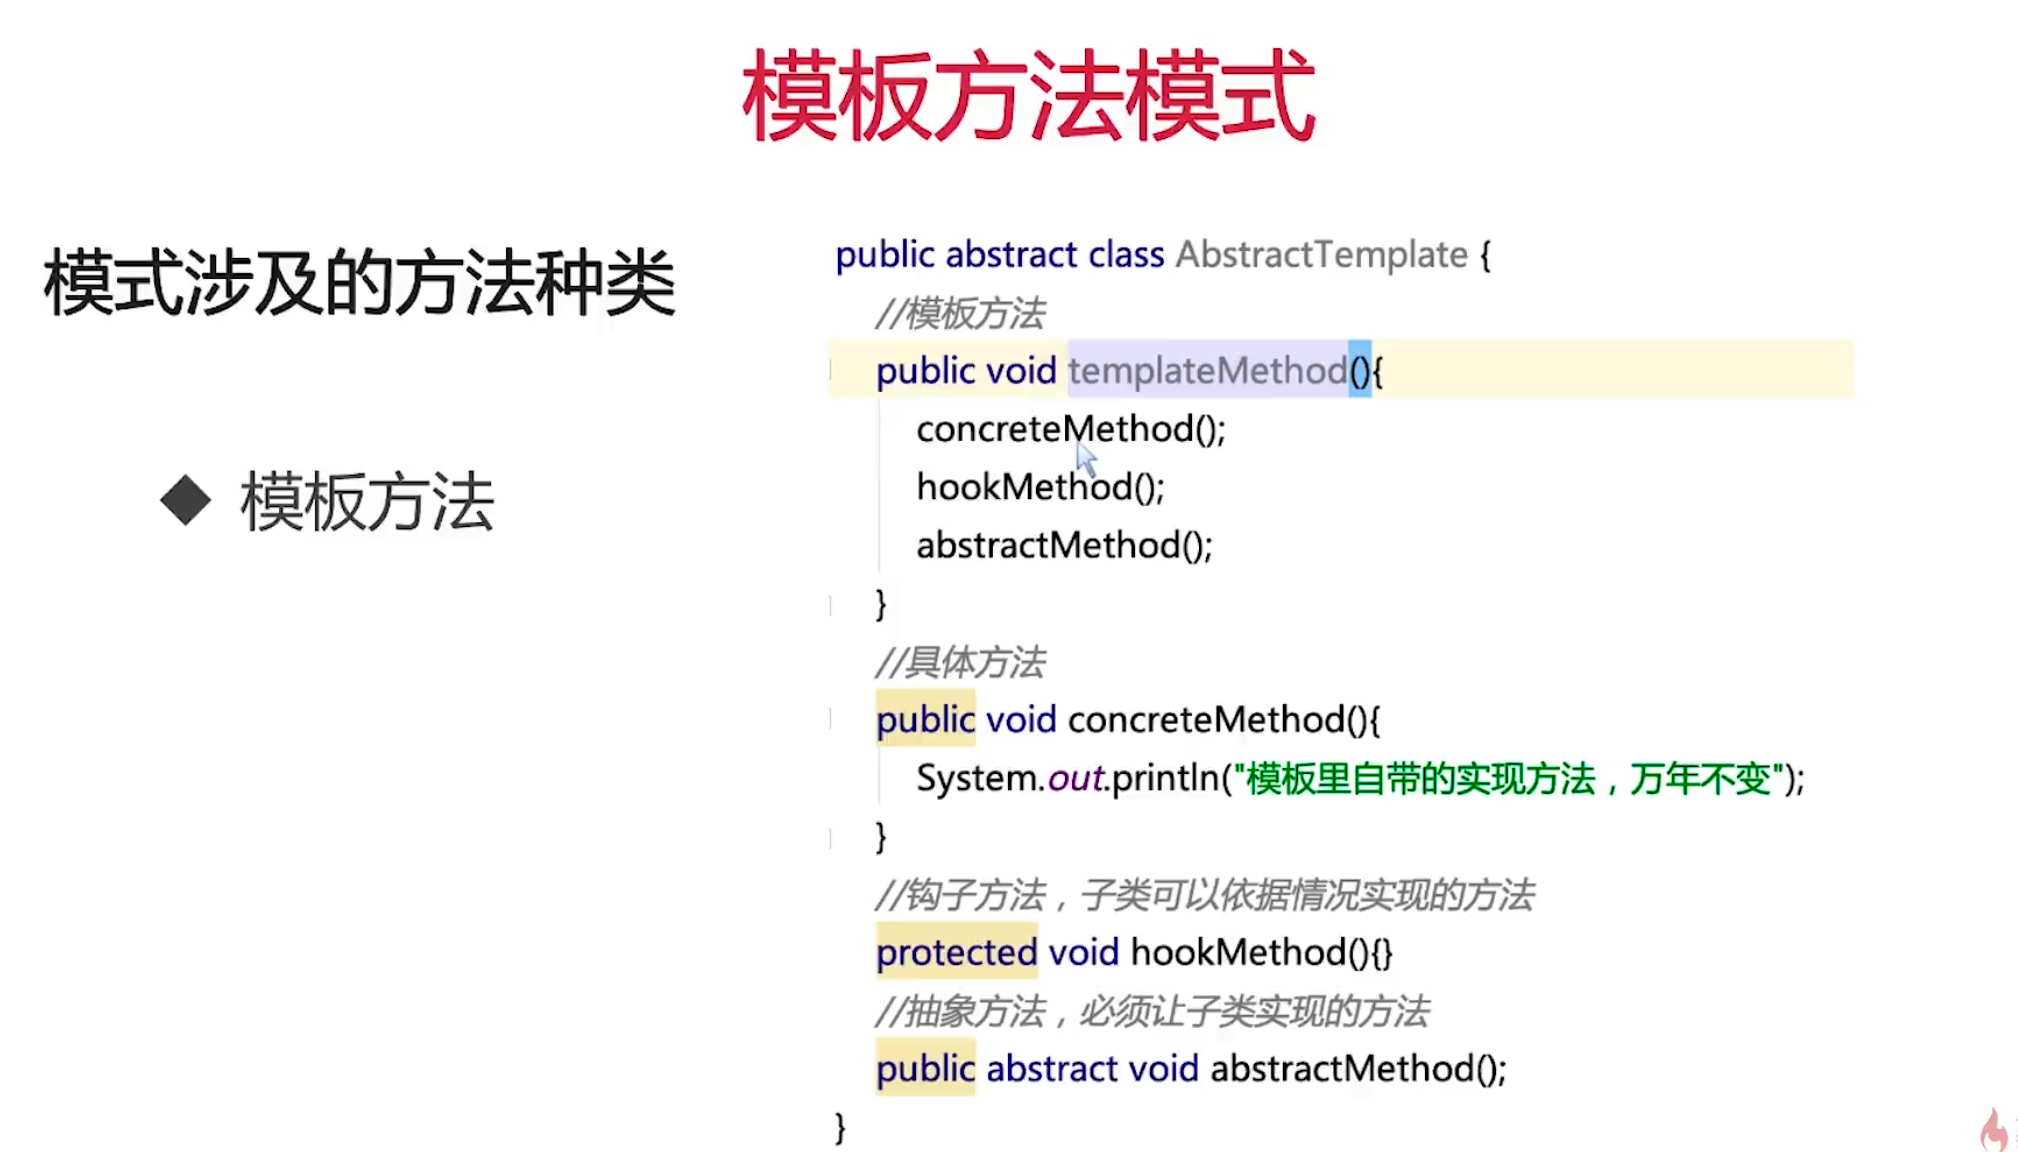 模板方法模式
模式涉及的方法种类
◆ 模板方法
public abstract class AbstractTemplate {
//模板方法
public void templateMethod(){
concreteMethod();
hookMethod();
abstractMethod();
}
//具体方法
public void concreteMethod(){
System.out.println("模板里自带的实现方法，万年不变");
}
//钩子方法，子类可以依据情况实现的方法
protected void hookMethod(){}
//抽象方法，必须让子类实现的方法
public abstract void abstractMethod();
}